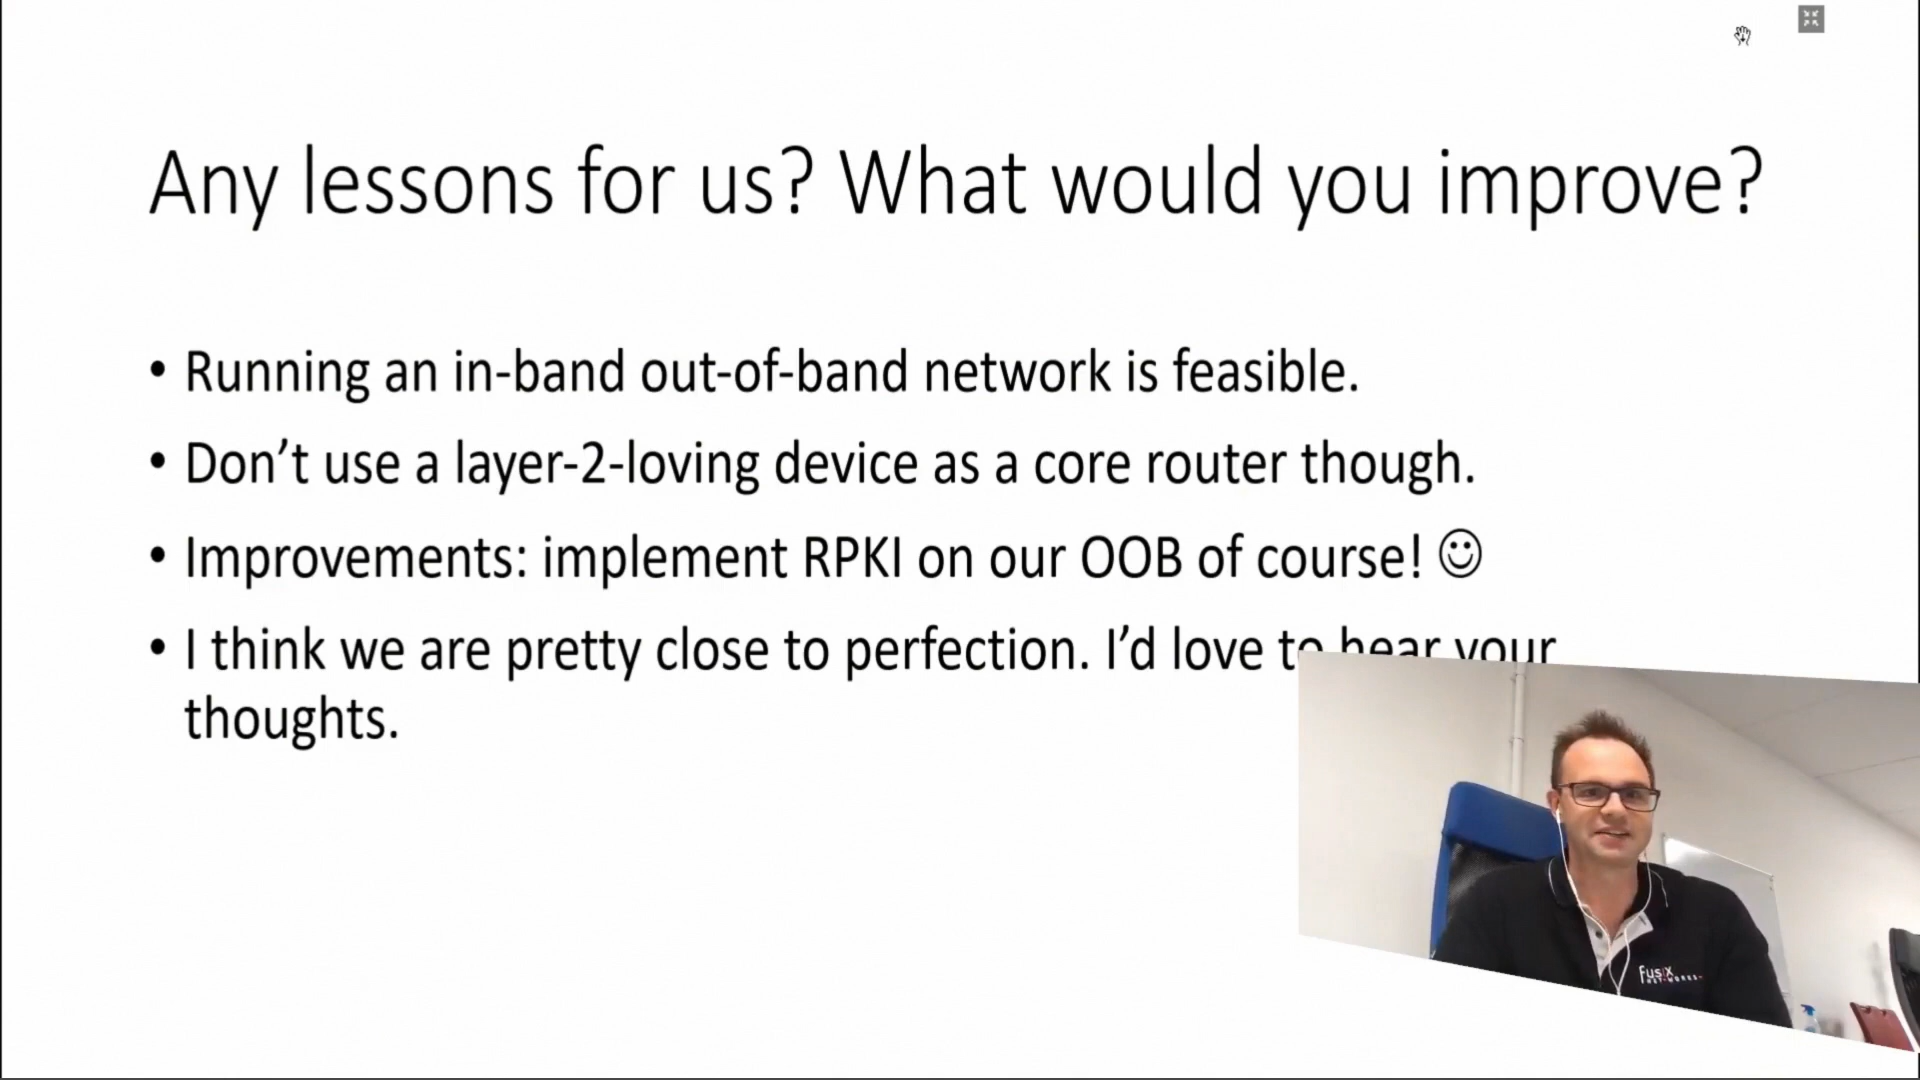 Any lessons for us? What would you improve?
• Running an in-band out-of-band network is feasible.
• Don't use a layer-2-loving device as a core router though.
• Improvements: implement RPKI on our OOB of course! ☺
• I think we are pretty close to perfection. I'd love to hear your
thoughts.
Fusix
NETWORKS